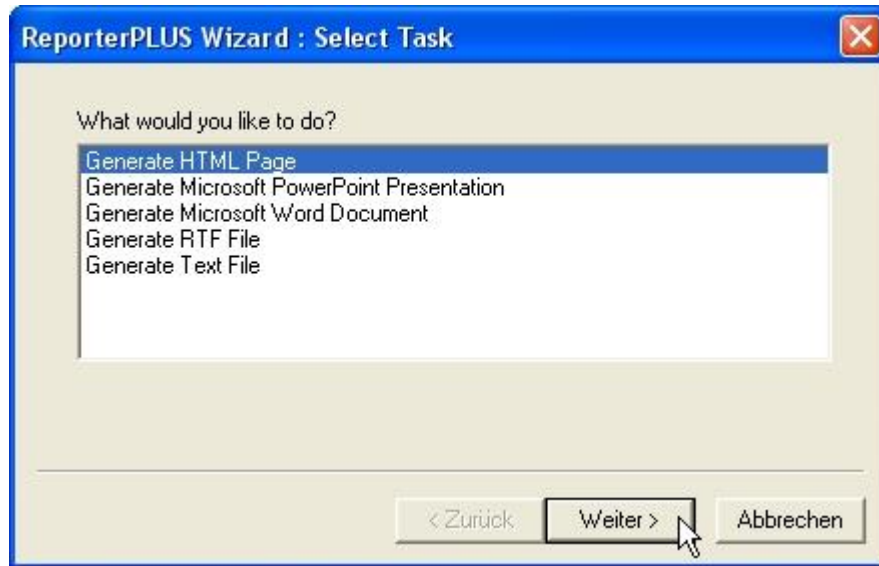 ReporterPLUS Wizard : Select Task
What would you like to do?
Generate HTML Page
Generate Microsoft PowerPoint Presentation
Generate Microsoft Word Document
Generate RTF File
Generate Text File
< Zurück Weiter > Abbrechen